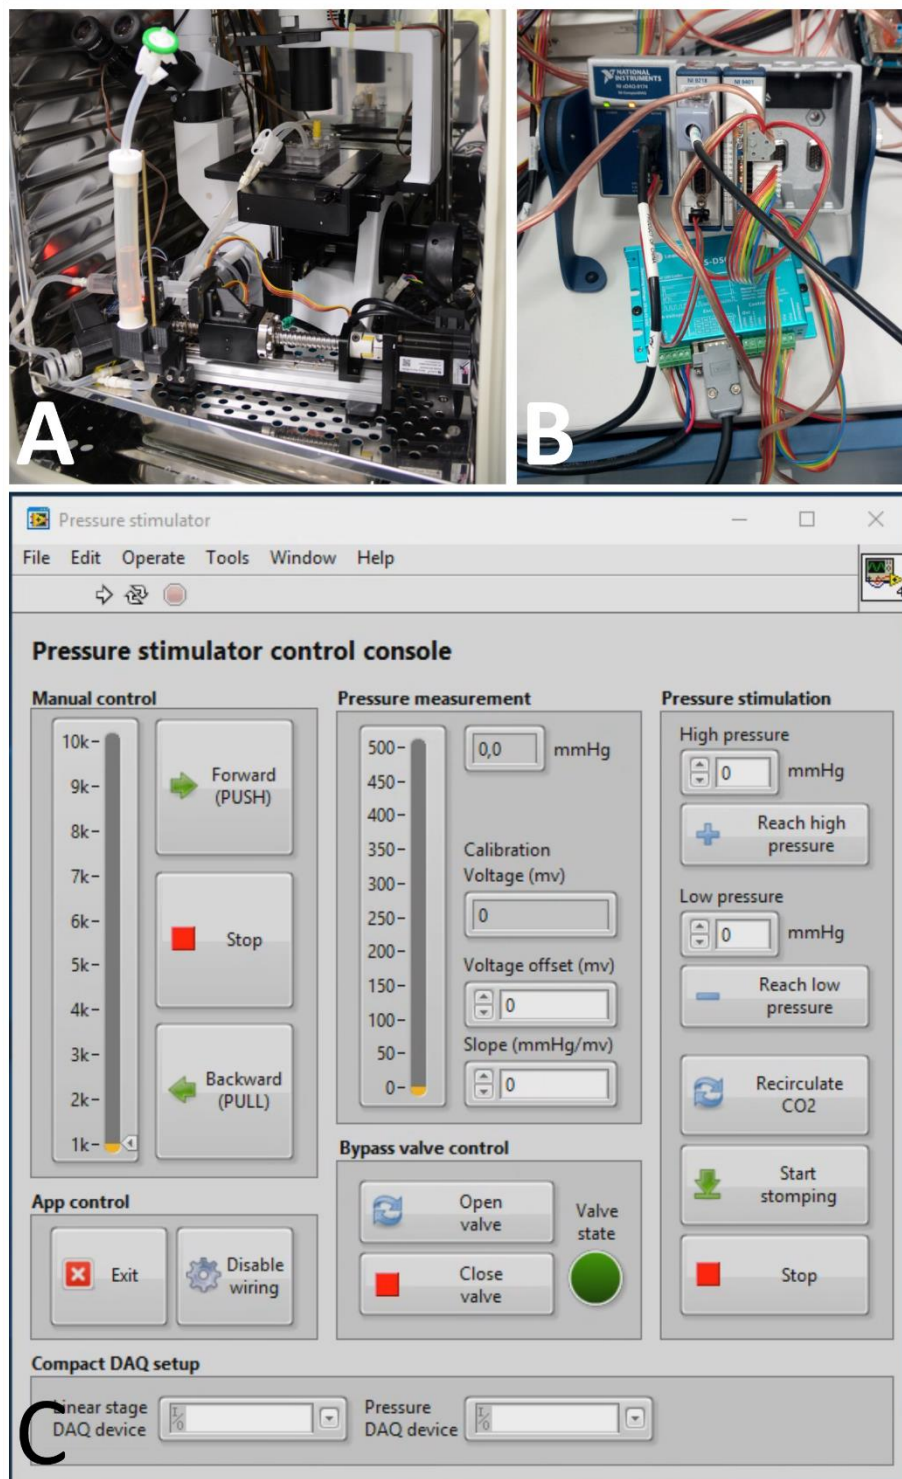 A
B
NATIONAL
INSTRUMENTS
NI 9401
C
Pressure stimulator
File Edit Operate Tools Window Help
4
Pressure stimulator control console
Manual control
10k
9k
8k
7k
6k
5k
4k
3k
2k
1k
Forward
(PUSH)
Stop
Backward
(PULL)
Pressure measurement
500
450
400
350
300
250
200
150
100
50
0
0,0 mmHg
Calibration
Voltage (mv)
0
Voltage offset (mv)
0
Slope (mmHg/mv)
0
Pressure stimulation
High pressure
0 mmHg
Reach high
pressure
Low pressure
0 mmHg
Reach low
pressure
Recirculate
CO2
Start
stomping
Stop
App control
Exit
Disable
wiring
Bypass valve control
Open
valve
Close
valve
Valve
state
Compact DAQ setup
Linear stage
DAQ device
I/0
Pressure
DAQ device
I/0